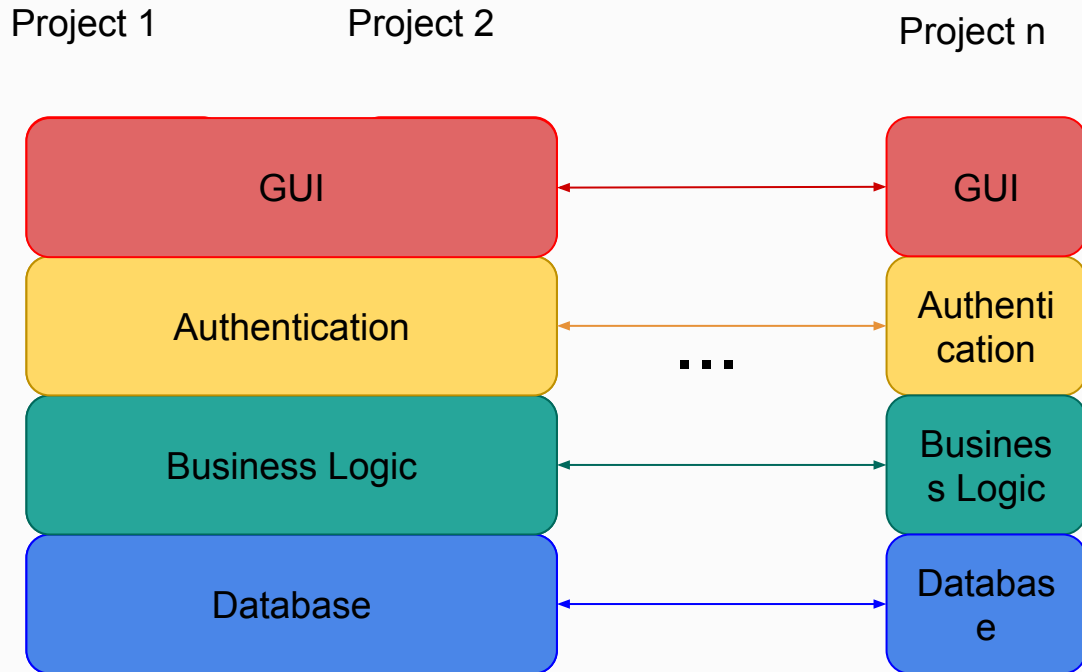 Project 1
Project 2
Project n
GUI
GUI
Authentication
Authenti
cation
...
Business Logic
Busines
s Logic
Database
Databas
e